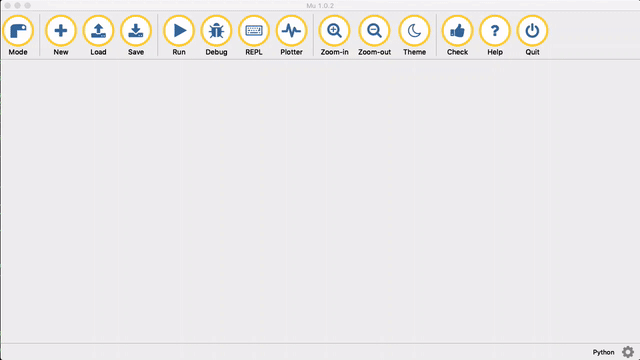 Mu 1.0.2
Mode New Load Save Run Debug REPL Plotter Zoom-in Zoom-out Theme Check Help Quit
Python